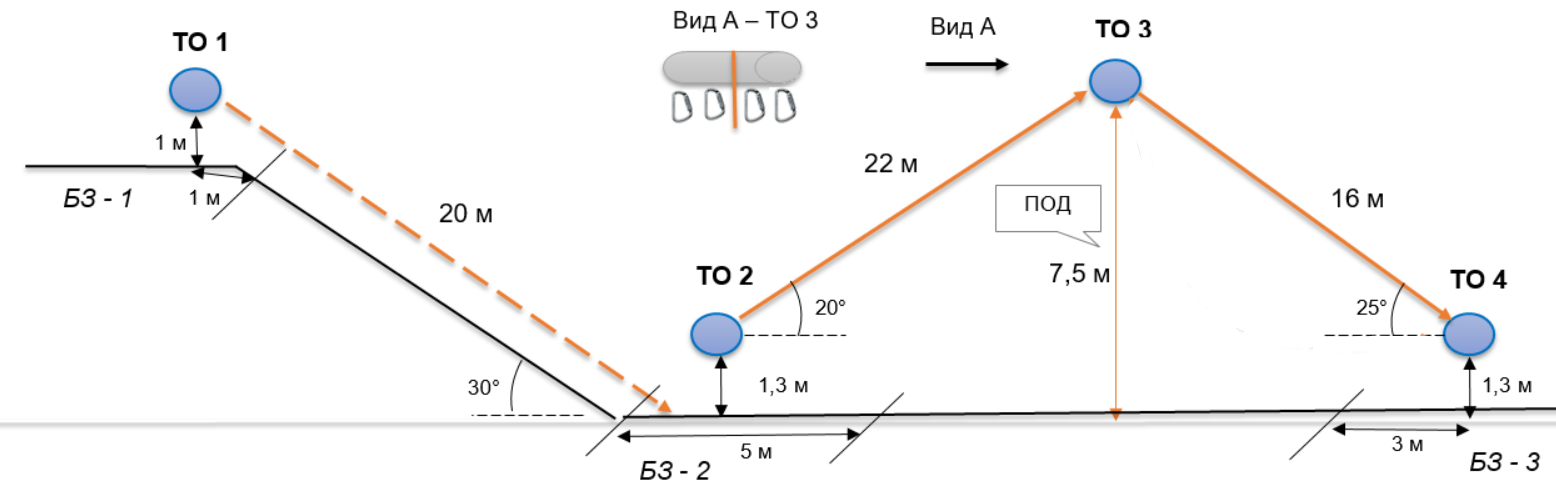 Вид А – ТО 3
Вид А
ТО 3
ТО 1
1 м
БЗ - 1
1 м
20 м
22 м
ПОД
16 м
7,5 м
ТО 2
ТО 4
20°
25°
30°
1,3 м
1,3 м
5 м
3 м
БЗ - 2
БЗ - 3